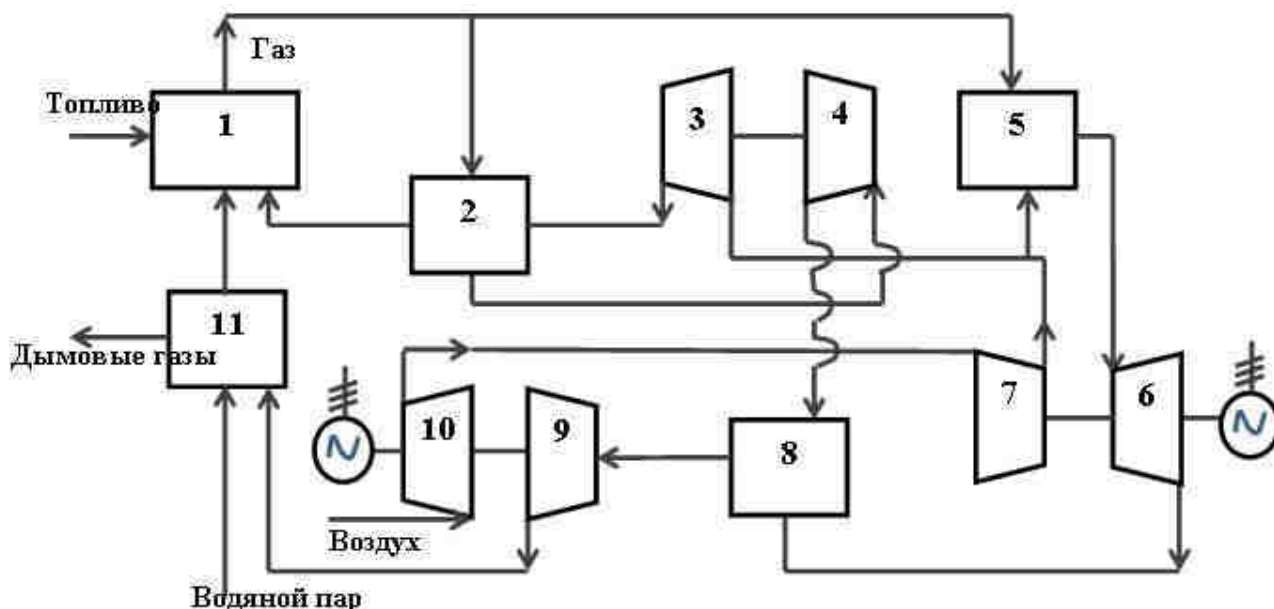 Газ
Топливо
1
3
4
5
2
11
Дымовые газы
7
6
10
9
8
Воздух
Водяной пар